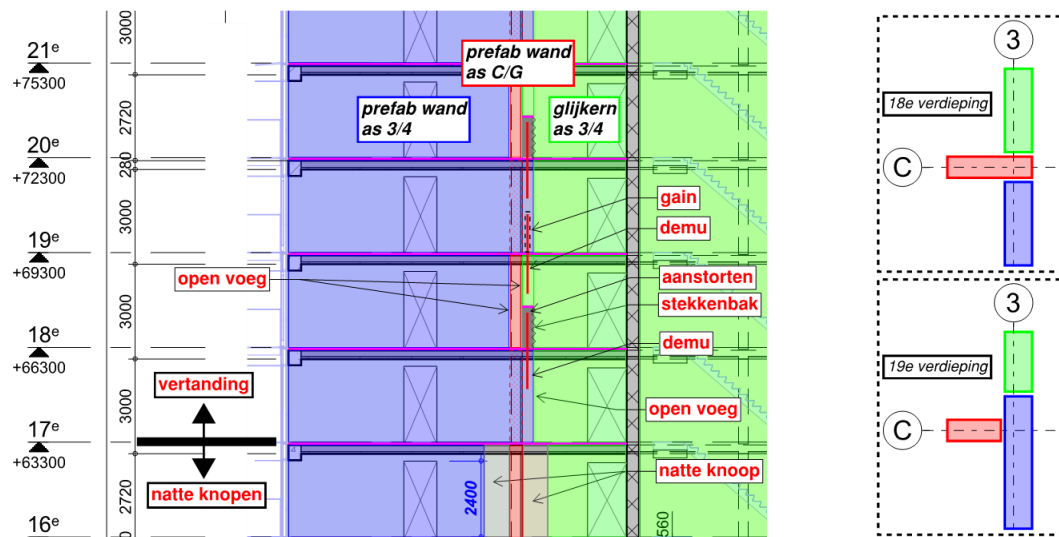 21e
+75300
20e
+72300
19e
+69300
18e
+66300
17e
+63300
16e
3000
2720
280
3000
3000
3000
2720
vertanding
natte knopen
prefab wand
as C/G
prefab wand
as 3/4
glijkern
as 3/4
gain
demu
open voeg
aanstorten
stekkenbak
demu
open voeg
natte knoop
2400
560
3
18e verdieping
C
3
19e verdieping
C